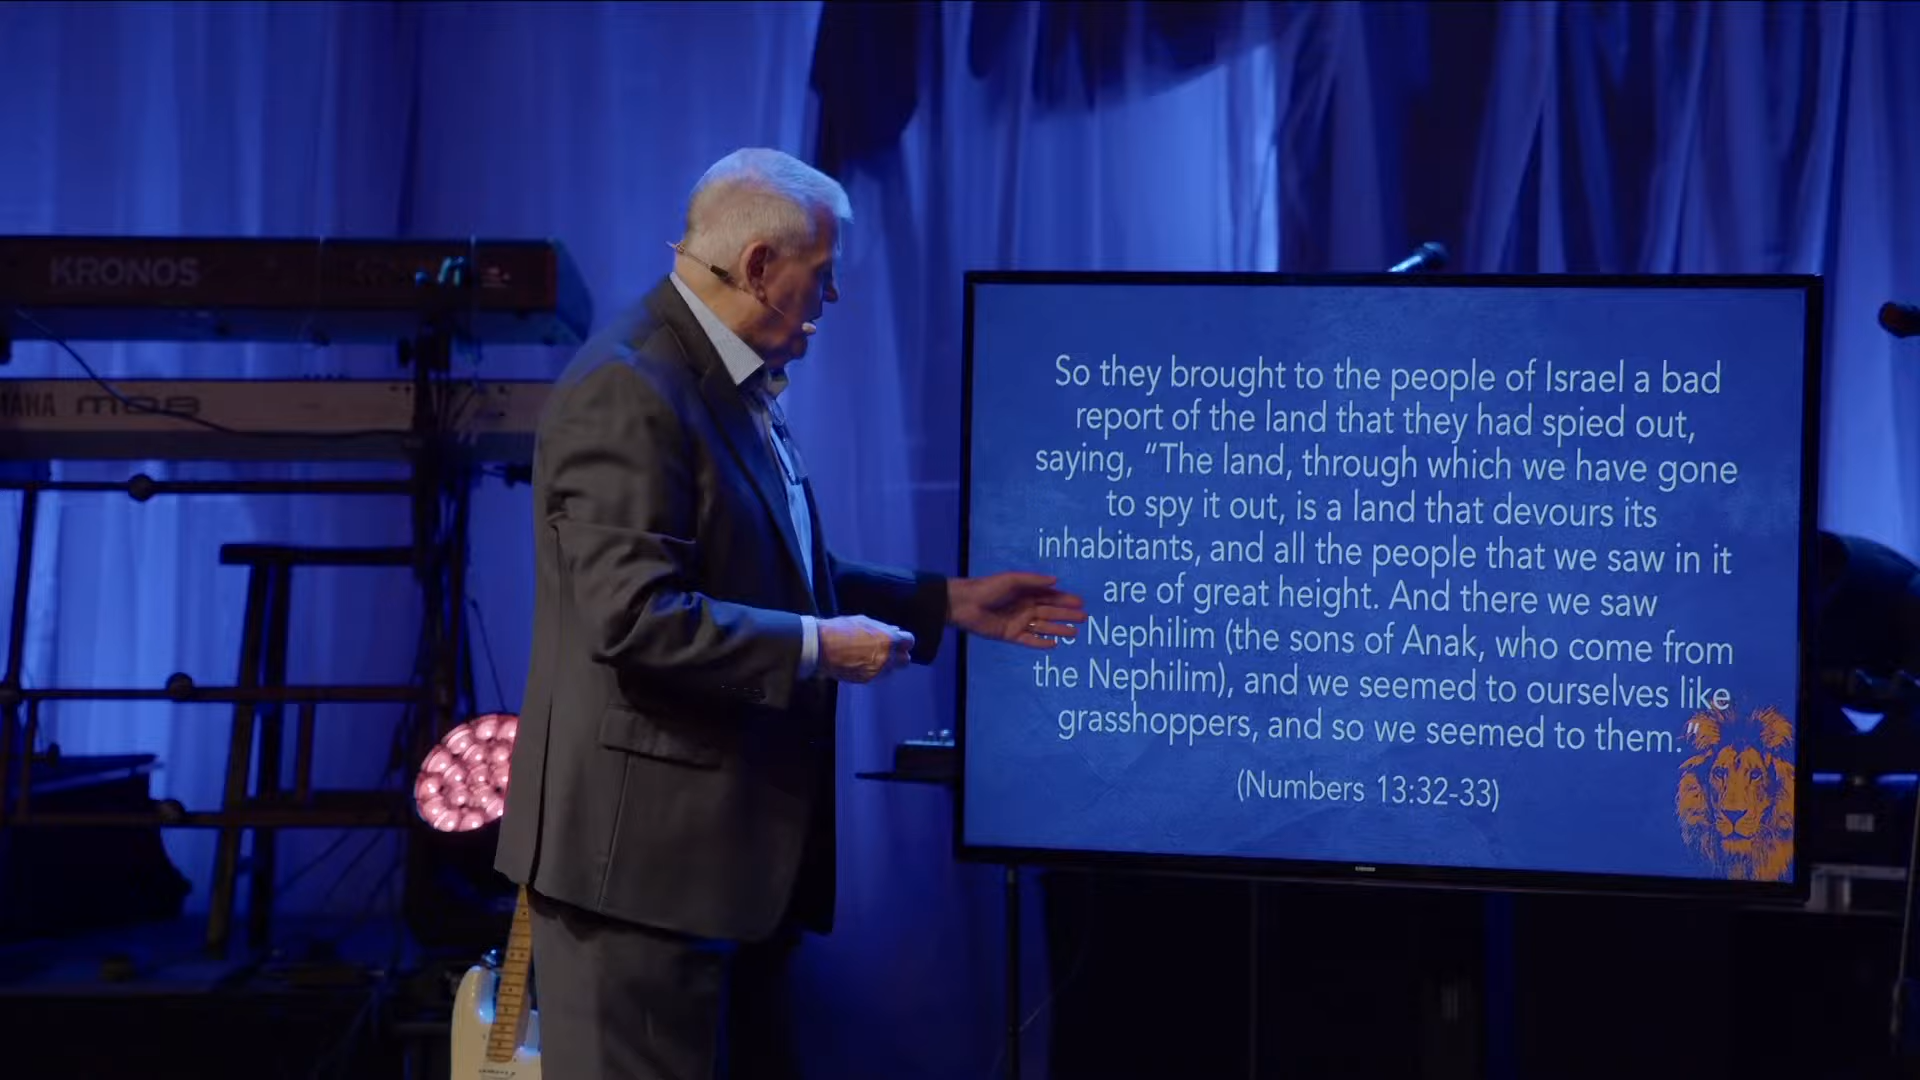 KRONOS
MOD
So they brought to the people of Israel a bad
report of the land that they had spied out,
saying, “The land, through which we have gone
to spy it out, is a land that devours its
inhabitants, and all the people that we saw in it
are of great height. And there we saw
Nephilim (the sons of Anak, who come from
the Nephilim), and we seemed to ourselves like
grasshoppers, and so we seemed to them.”
(Numbers 13:32-33)